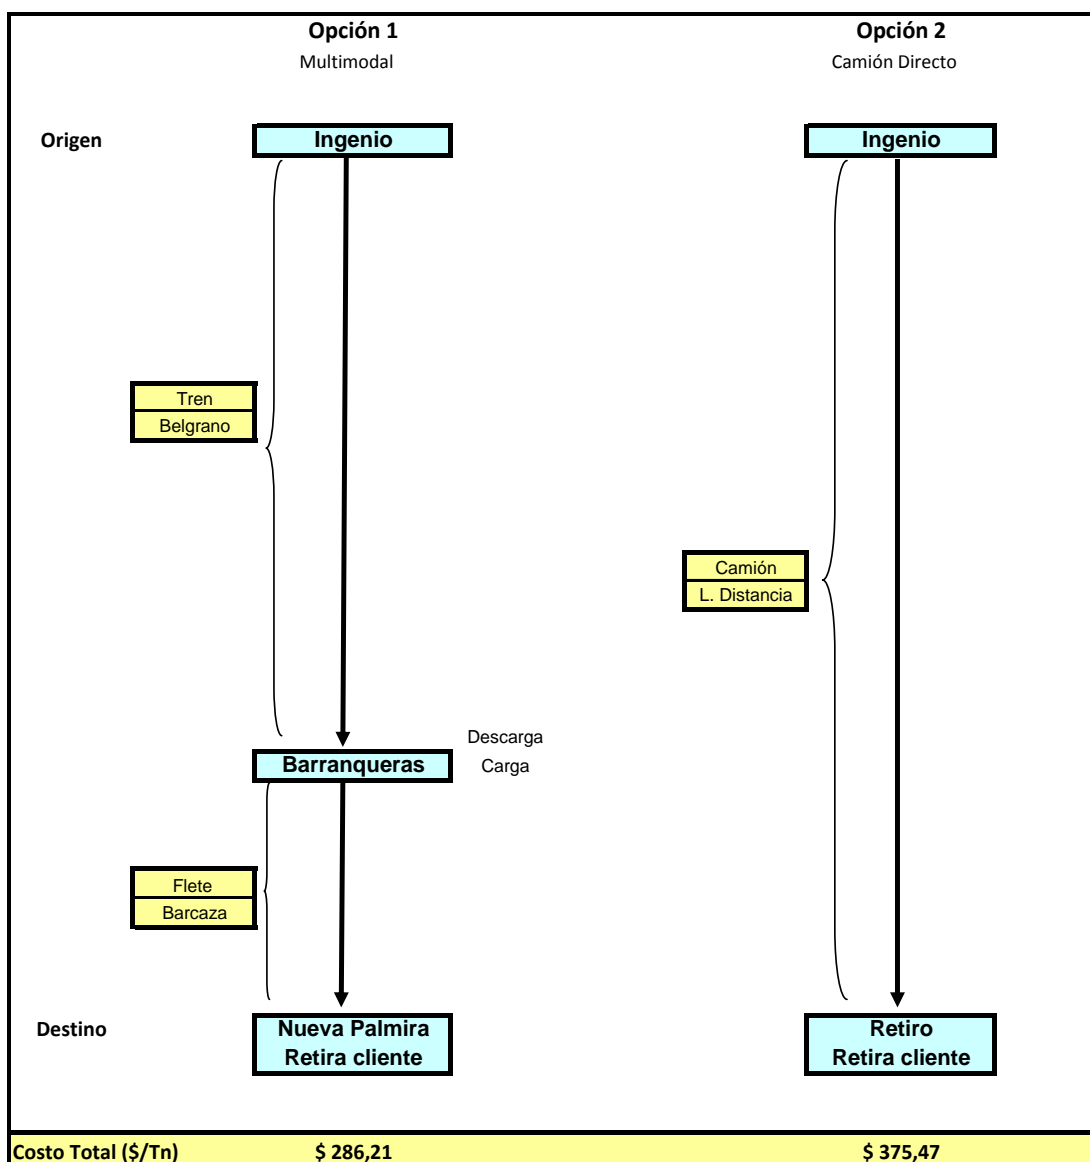 Opción 1
Opción 2
Multimodal
Camión Directo
Origen
Ingenio
Ingenio
Tren
Belgrano
Camión
L. Distancia
Descarga
Barranqueras
Carga
Flete
Barcaza
Destino
Nueva Palmira
Retira cliente
Retiro
Retira cliente
Costo Total ($/Tn)
$ 286,21
$ 375,47